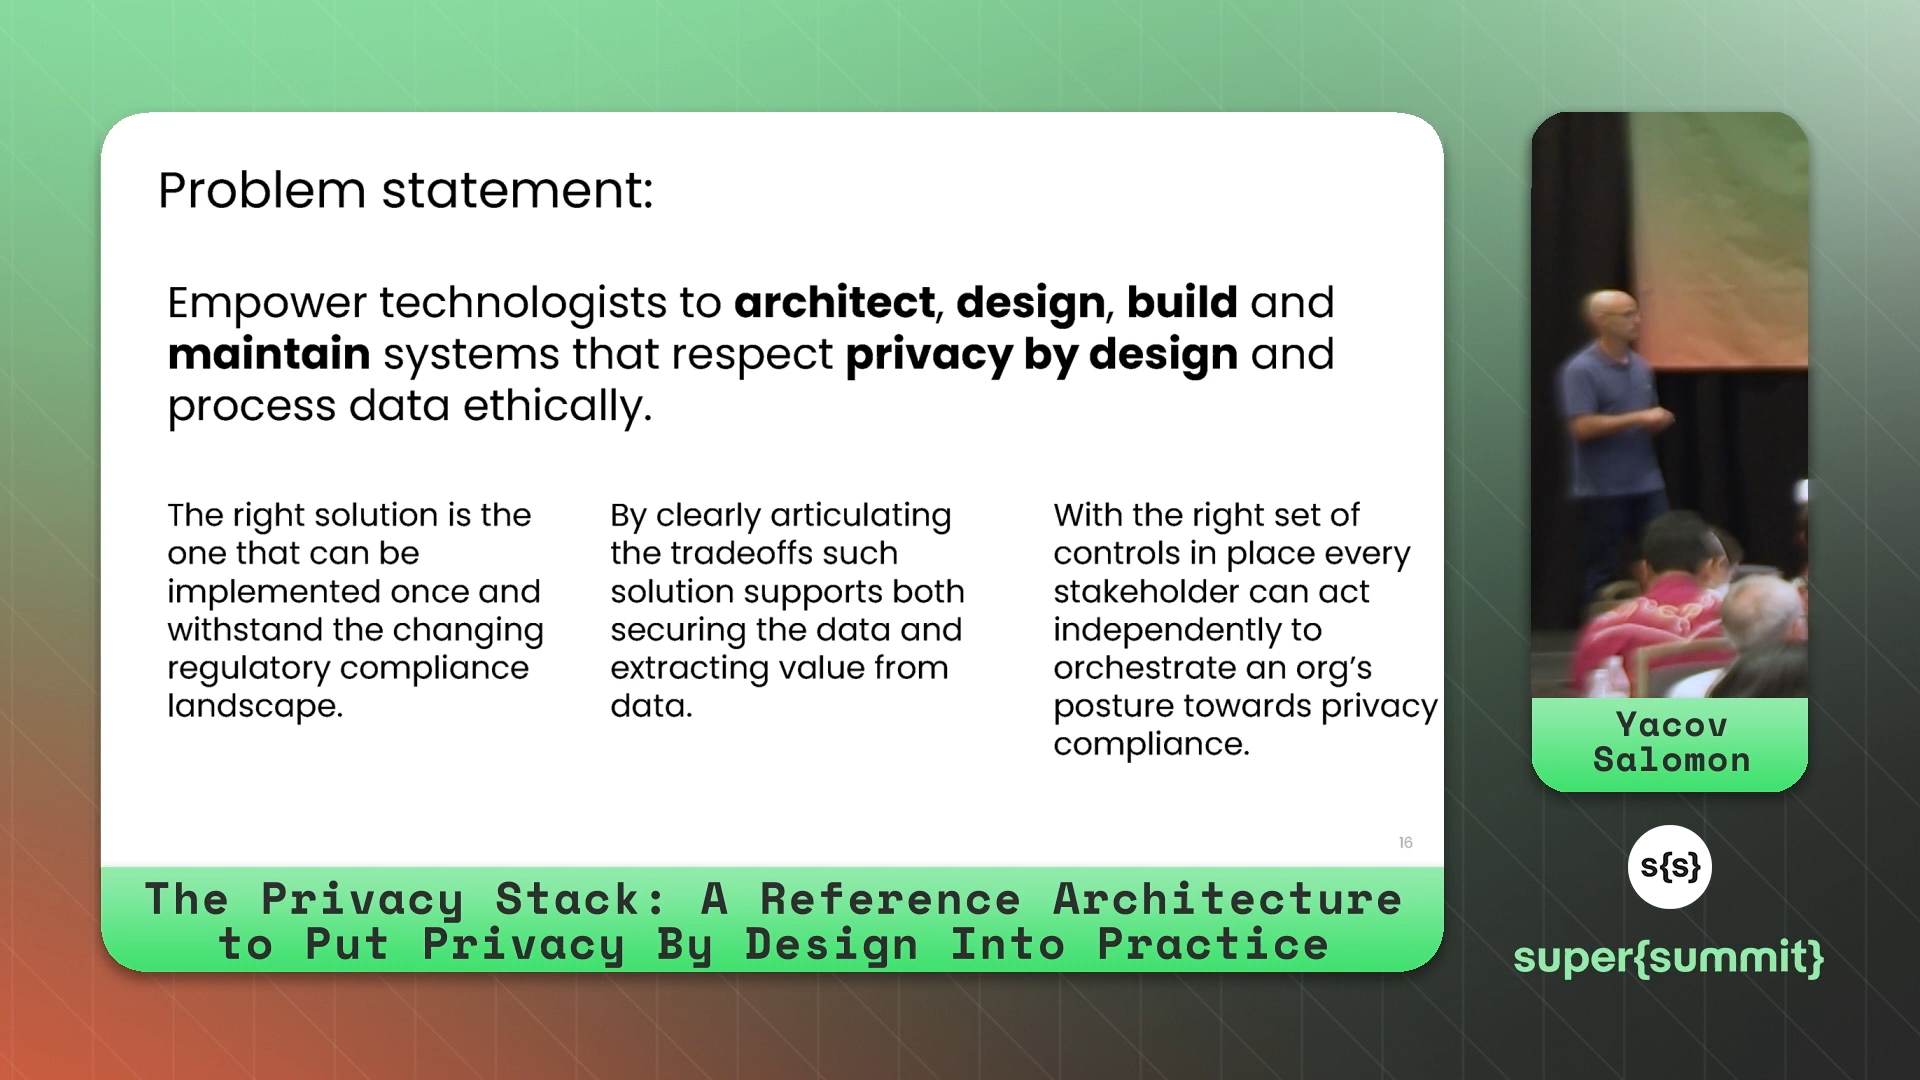 Problem statement:
Empower technologists to architect, design, build and
maintain systems that respect privacy by design and
process data ethically.
The right solution is the
one that can be
implemented once and
withstand the changing
regulatory compliance
landscape.
By clearly articulating
the tradeoffs such
solution supports both
securing the data and
extracting value from
data.
With the right set of
controls in place every
stakeholder can act
independently to
orchestrate an org’s
posture towards privacy
compliance.
16
The Privacy Stack: A Reference Architecture
to Put Privacy By Design Into Practice
Yacov
Salomon
s{s}
super{summit}